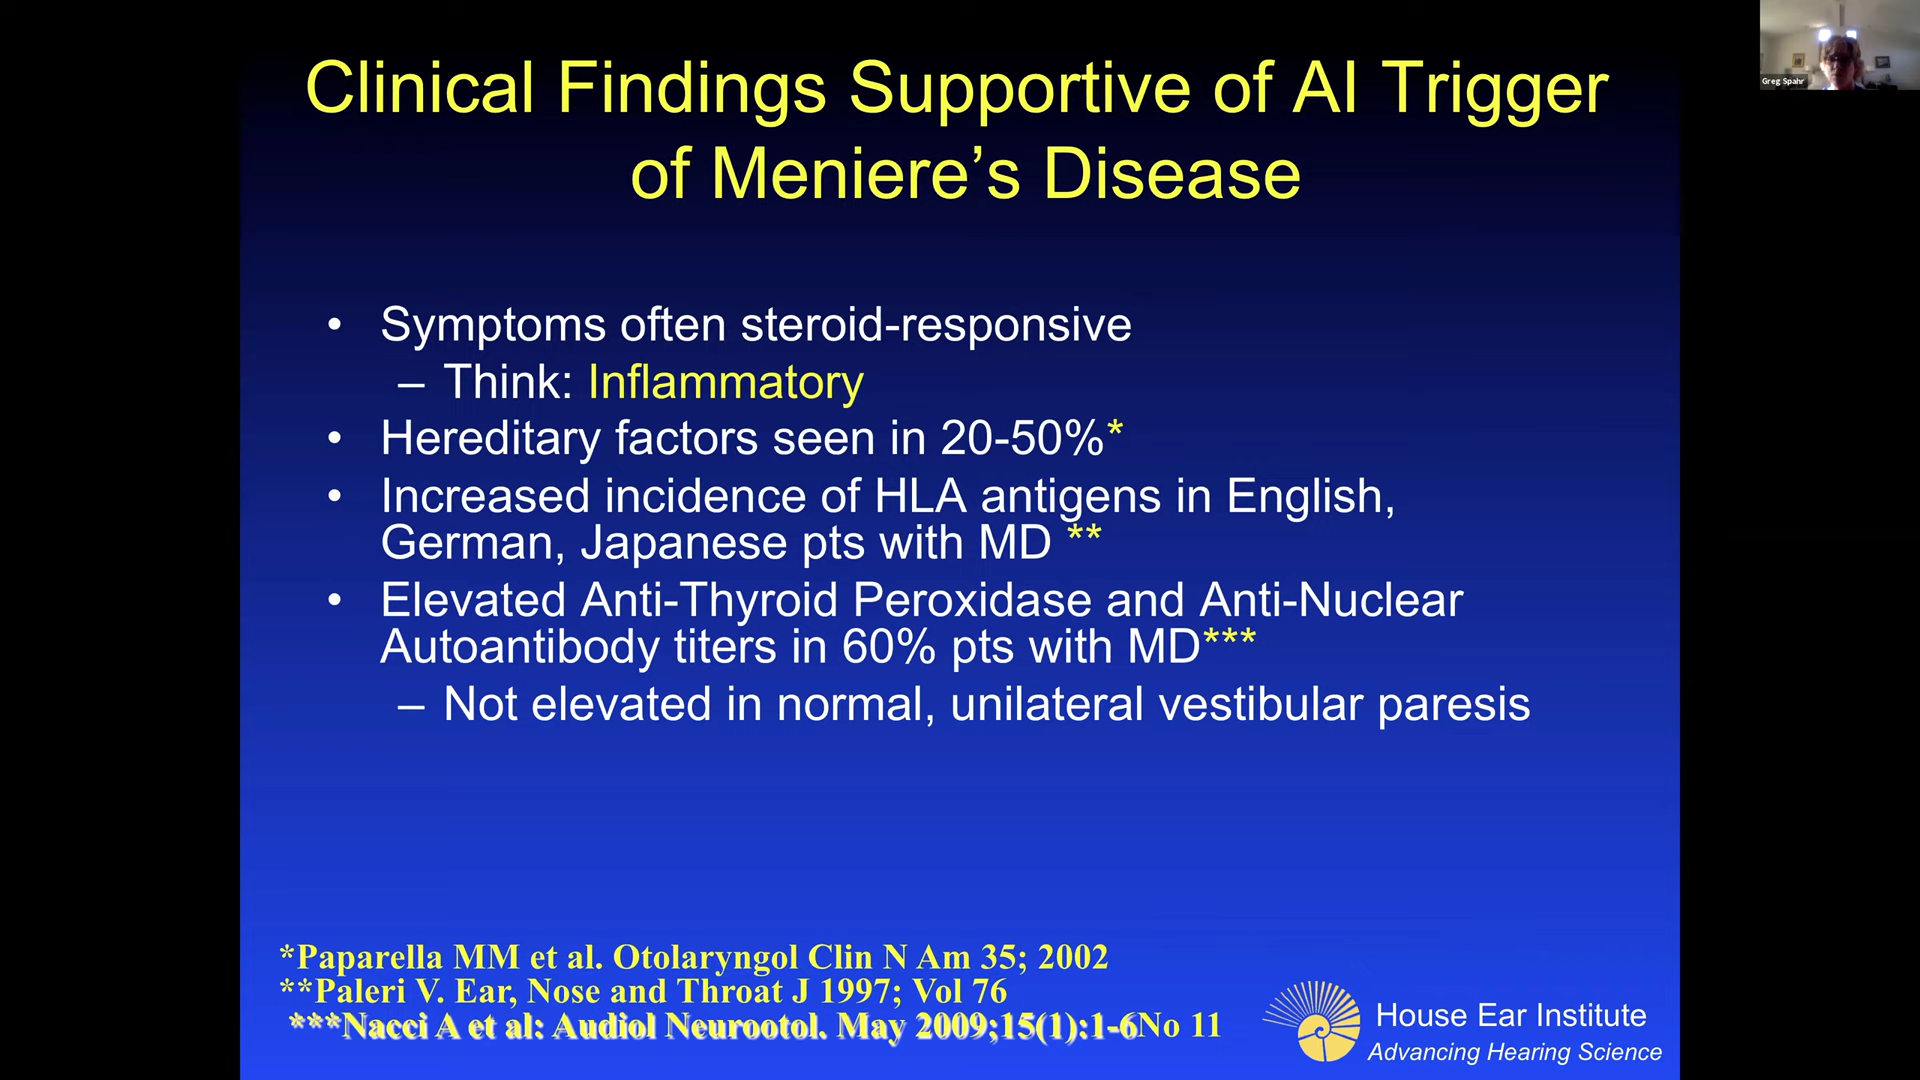 Clinical Findings Supportive of AI Trigger
of Meniere’s Disease
Greg Spahr
• Symptoms often steroid-responsive
– Think: Inflammatory
• Hereditary factors seen in 20-50%*
• Increased incidence of HLA antigens in English,
German, Japanese pts with MD **
• Elevated Anti-Thyroid Peroxidase and Anti-Nuclear
Autoantibody titers in 60% pts with MD***
– Not elevated in normal, unilateral vestibular paresis
*Paparella MM et al. Otolaryngol Clin N Am 35; 2002
**Paleri V. Ear, Nose and Throat J 1997; Vol 76
***Nacci A et al: Audiol Neurootol. May 2009;15(1):1-6No 11
House Ear Institute
Advancing Hearing Science